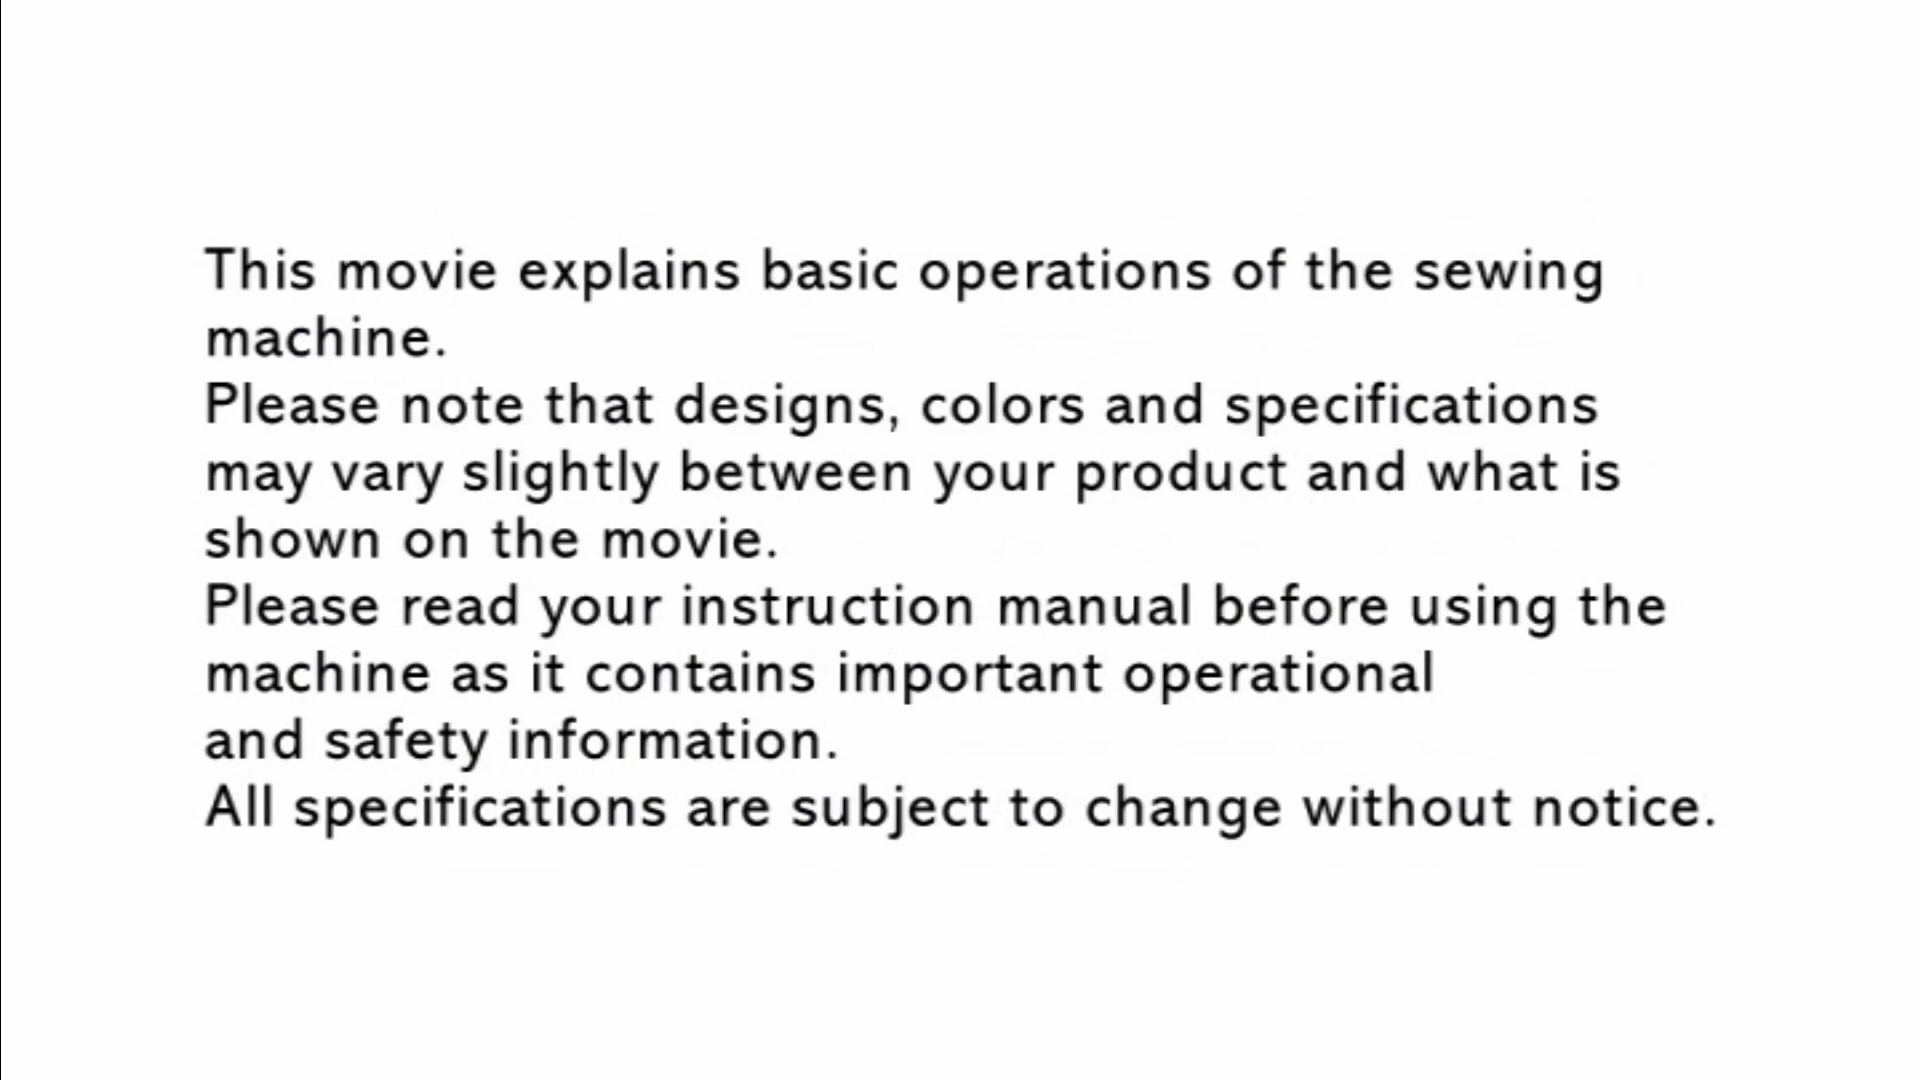 This movie explains basic operations of the sewing
machine.
Please note that designs, colors and specifications
may vary slightly between your product and what is
shown on the movie.
Please read your instruction manual before using the
machine as it contains important operational
and safety information.
All specifications are subject to change without notice.